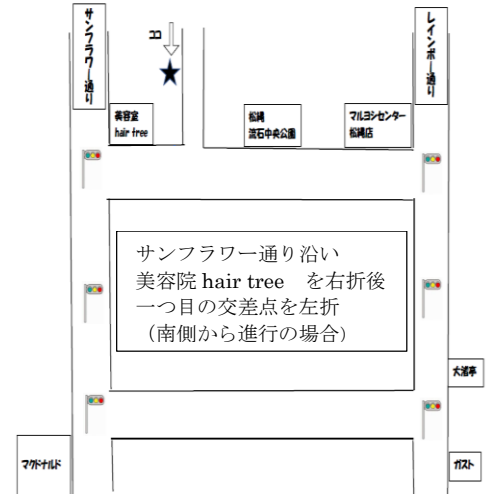 サンフラワー通り
ココ
レインボー通り
美容室
hair tree
松縄
流石中央公園
マルヨシセンター
松縄店
サンフラワー通り沿い
美容院 hair tree　を右折後
一つ目の交差点を左折
（南側から進行の場合）
大浦亭
マクドナルド
ガスト